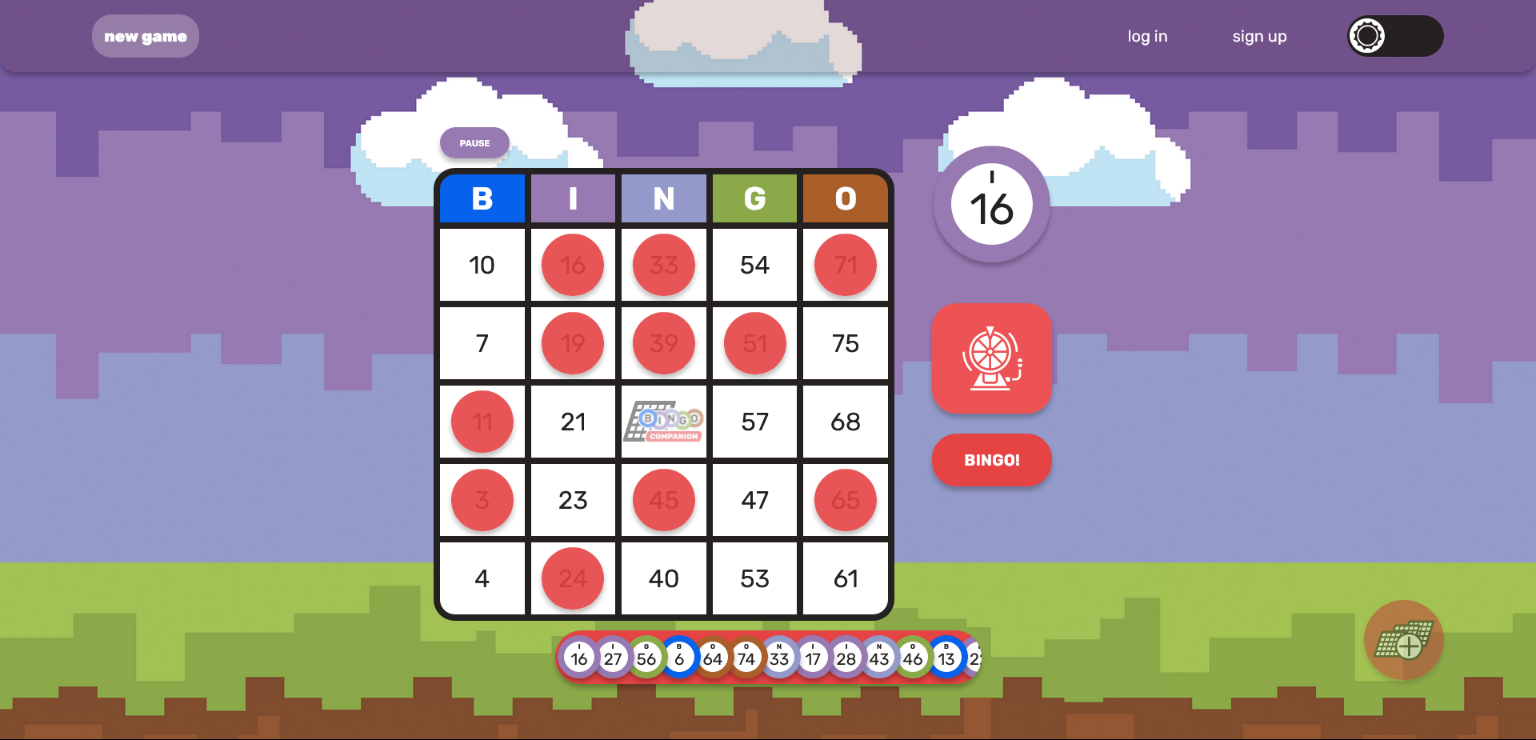 new game
log in
sign up
PAUSE
B I N G O
I
16
10 16 33 54 71
7 19 39 51 75
11 21 BINGO 57 68
COMPANION
BINGO!
3 23 45 47 65
4 24 40 53 61
I I G B O O N I I N G B
16 27 56 6 64 74 33 17 28 43 46 13